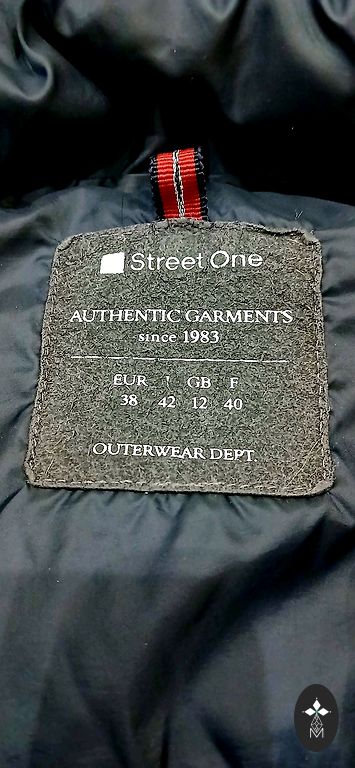 Street One
AUTHENTIC GARMENTS
since 1983
EUR I GB F
38 42 12 40
OUTERWEAR DEPT
M